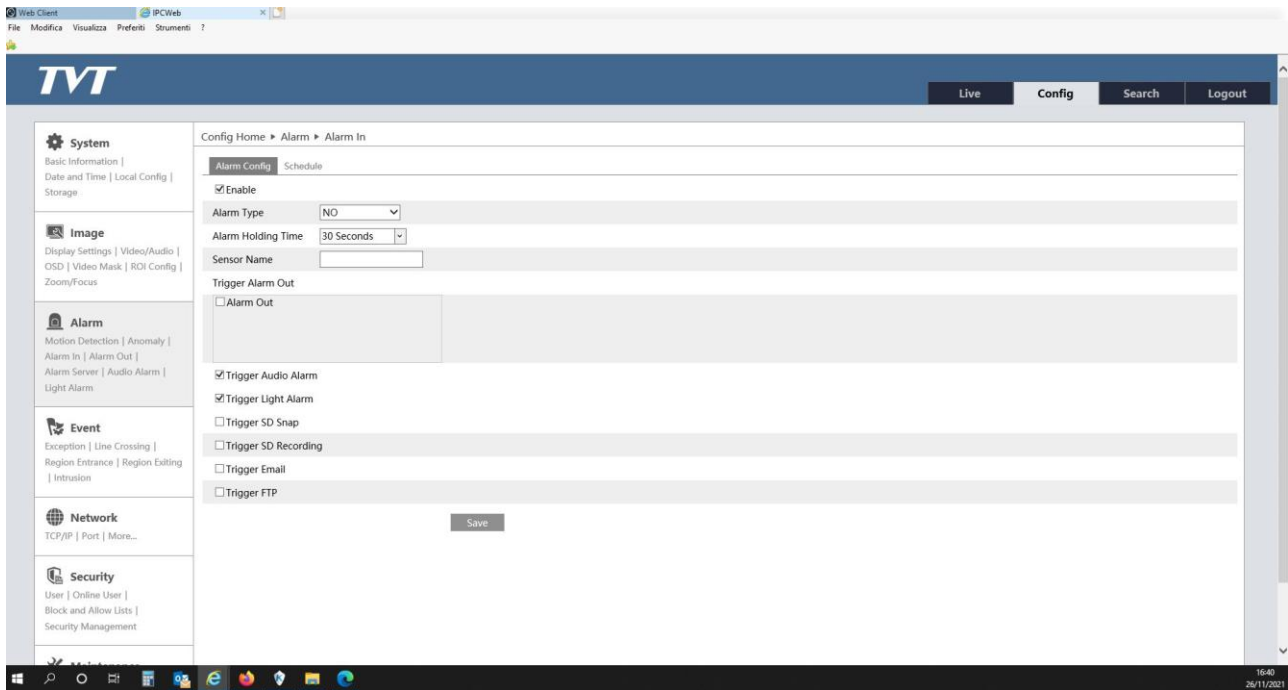 Web Client
IPCWeb
File Modifica Visualizza Preferiti Strumenti ?
TVT
Live Config Search Logout
System
Basic Information |
Date and Time | Local Config |
Storage
Image
Display Settings | Video/Audio |
OSD | Video Mask | ROI Config |
Zoom/Focus
Alarm
Motion Detection | Anomaly |
Alarm In | Alarm Out |
Alarm Server | Audio Alarm |
Light Alarm
Event
Exception | Line Crossing |
Region Entrance | Region Exiting
| Intrusion
Network
TCP/IP | Port | More...
Security
User | Online User |
Block and Allow Lists |
Security Management
Maintenance
Config Home ▸ Alarm ▸ Alarm In
Alarm Config Schedule
Enable
Alarm Type NO
Alarm Holding Time 30 Seconds
Sensor Name
Trigger Alarm Out
Alarm Out
Trigger Audio Alarm
Trigger Light Alarm
Trigger SD Snap
Trigger SD Recording
Trigger Email
Trigger FTP
Save
16:40
26/11/2021